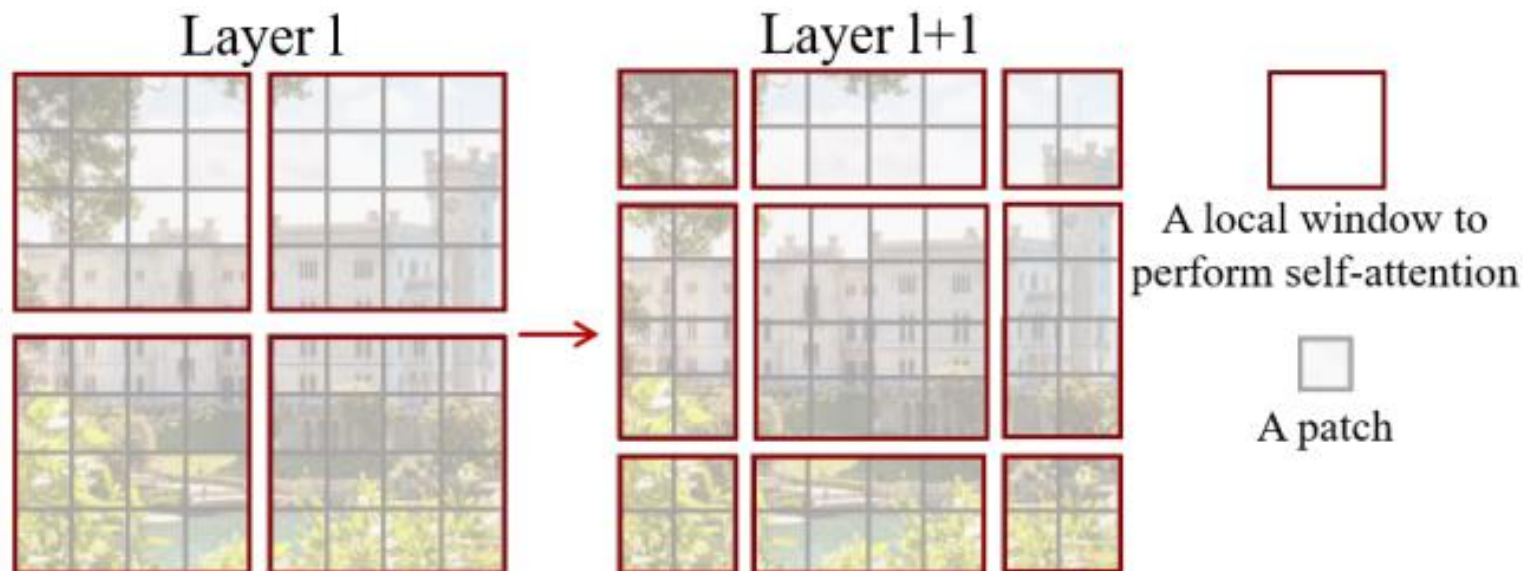 Layer l
Layer l+1
A local window to
perform self-attention
A patch